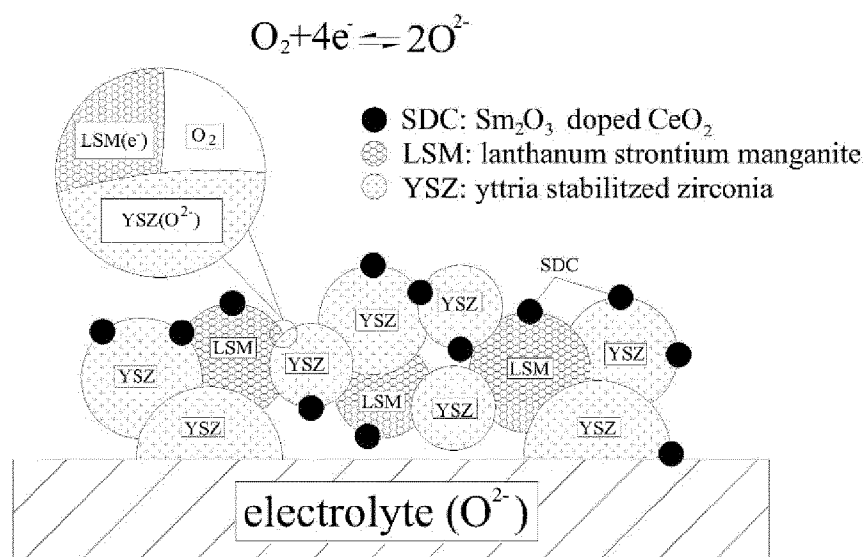 O₂+4e⁻ ⇌ 2O²⁻
LSM(e⁻)
O₂
YSZ(O²⁻)
SDC: Sm₂O₃ doped CeO₂
LSM: lanthanum strontium manganite
YSZ: yttria stabilitzed zirconia
SDC
YSZ
YSZ
LSM
YSZ
YSZ
LSM
YSZ
YSZ
LSM
YSZ
YSZ
YSZ
electrolyte (O²⁻)